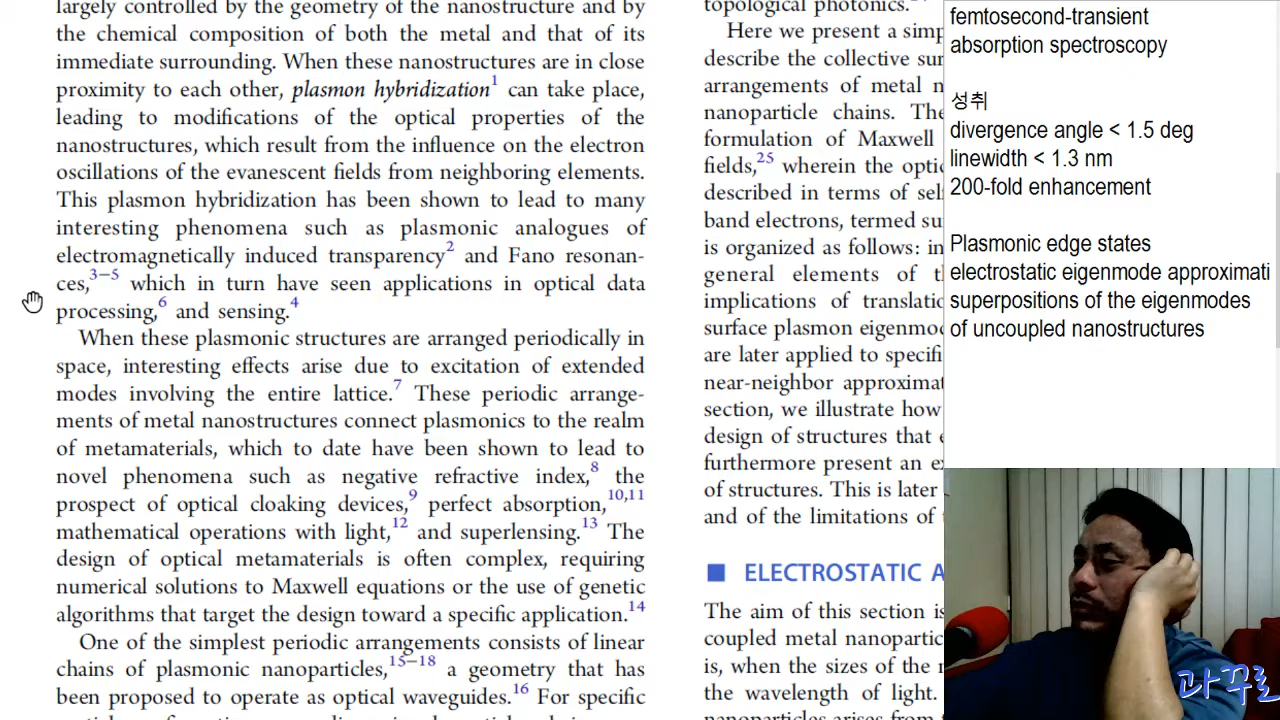 largely controlled by the geometry of the nanostructure and by
the chemical composition of both the metal and that of its
immediate surrounding. When these nanostructures are in close
proximity to each other, plasmon hybridization1 can take place,
leading to modifications of the optical properties of the
nanostructures, which result from the influence on the electron
oscillations of the evanescent fields from neighboring elements.
This plasmon hybridization has been shown to lead to many
interesting phenomena such as plasmonic analogues of
electromagnetically induced transparency2 and Fano resonan-
ces,3−5 which in turn have seen applications in optical data
processing,6 and sensing.4
When these plasmonic structures are arranged periodically in
space, interesting effects arise due to excitation of extended
modes involving the entire lattice.7 These periodic arrange-
ments of metal nanostructures connect plasmonics to the realm
of metamaterials, which to date have been shown to lead to
novel phenomena such as negative refractive index,8 the
prospect of optical cloaking devices,9 perfect absorption,10,11
mathematical operations with light,12 and superlensing.13 The
design of optical metamaterials is often complex, requiring
numerical solutions to Maxwell equations or the use of genetic
algorithms that target the design toward a specific application.14
One of the simplest periodic arrangements consists of linear
chains of plasmonic nanoparticles,15−18 a geometry that has
been proposed to operate as optical waveguides.16 For specific
topological photonics.
Here we present a simp
describe the collective sur
arrangements of metal n
nanoparticle chains. The
formulation of Maxwell
fields,25 wherein the optic
described in terms of self
band electrons, termed su
is organized as follows: in
general elements of t
implications of translatio
surface plasmon eigenmo
are later applied to specifi
near-neighbor approximat
section, we illustrate how
design of structures that e
furthermore present an ex
of structures. This is later
and of the limitations of
ELECTROSTATIC A
The aim of this section is
coupled metal nanopartic
is, when the sizes of the
the wavelength of light.
nanoparticles arises from
femtosecond-transient
absorption spectroscopy
성취
divergence angle < 1.5 deg
linewidth < 1.3 nm
200-fold enhancement
Plasmonic edge states
electrostatic eigenmode approximati
superpositions of the eigenmodes
of uncoupled nanostructures
과꾸로